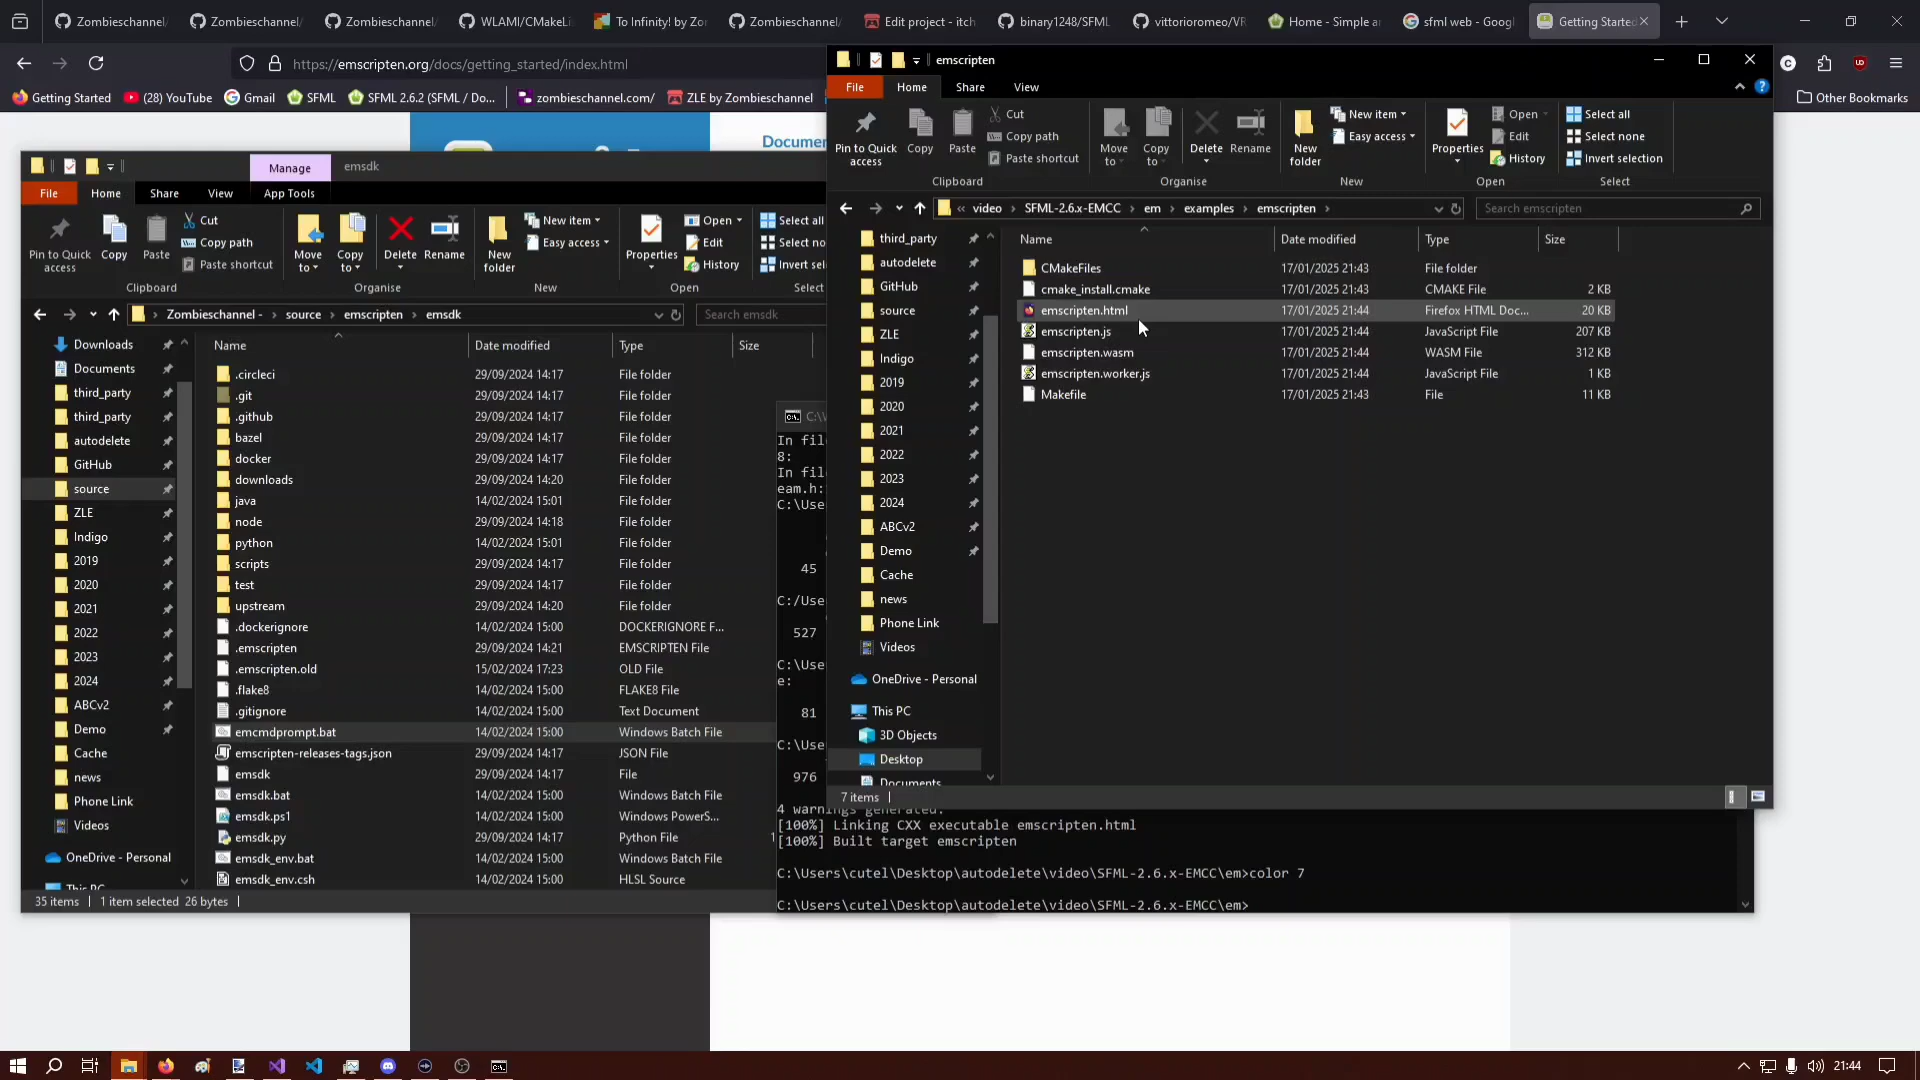 Zombieschannel/
Zombieschannel/
Zombieschannel/
WLAMI/CMakeLi
To Infinity! by Zor
Zombieschannel/
Edit project - itch
binary1248/SFML
vittorioromeo/VR
Home - Simple ar
sfml web - Googl
Getting Started
https://emscripten.org/docs/getting_started/index.html
Getting Started
(28) YouTube
Gmail
SFML
SFML 2.6.2 (SFML / Do...
zombieschannel.com/
ZLE by Zombieschannel
Other Bookmarks
Documen
Manage
emsdk
File
Home
Share
View
App Tools
Pin to Quick access
Copy
Paste
Cut
Copy path
Paste shortcut
Clipboard
Move to
Copy to
Delete
Rename
Organise
New folder
New item
Easy access
New
Properties
Open
Edit
History
Open
Select all
Select no
Invert sele
Select
Zombieschannel -
source
emscripten
emsdk
Search emsdk
Downloads
Documents
third_party
third_party
autodelete
GitHub
source
ZLE
Indigo
2019
2020
2021
2022
2023
2024
ABCv2
Demo
Cache
news
Phone Link
Videos
OneDrive - Personal
Name Date modified Type Size
.circleci 29/09/2024 14:17 File folder
.git 29/09/2024 14:17 File folder
.github 29/09/2024 14:17 File folder
bazel 29/09/2024 14:17 File folder
docker 29/09/2024 14:17 File folder
downloads 29/09/2024 14:20 File folder
java 14/02/2024 15:01 File folder
node 29/09/2024 14:18 File folder
python 14/02/2024 15:01 File folder
scripts 29/09/2024 14:17 File folder
test 29/09/2024 14:17 File folder
upstream 29/09/2024 14:20 File folder
.dockerignore 14/02/2024 15:00 DOCKERIGNORE F...
.emscripten 29/09/2024 14:21 EMSCRIPTEN File
.emscripten.old 15/02/2024 17:23 OLD File
.flake8 14/02/2024 15:00 FLAKE8 File
.gitignore 14/02/2024 15:00 Text Document
emcmdprompt.bat 14/02/2024 15:00 Windows Batch File
emscripten-releases-tags.json 29/09/2024 14:17 JSON File
emsdk 29/09/2024 14:17 File
emsdk.bat 14/02/2024 15:00 Windows Batch File
emsdk.ps1 14/02/2024 15:00 Windows PowerS...
emsdk.py 29/09/2024 14:17 Python File
emsdk_env.bat 14/02/2024 15:00 Windows Batch File
emsdk_env.csh 14/02/2024 15:00 HLSL Source
35 items
1 item selected 26 bytes
emscripten
File
Home
Share
View
Pin to Quick access
Copy
Paste
Cut
Copy path
Paste shortcut
Clipboard
Move to
Copy to
Delete
Rename
Organise
New folder
New item
Easy access
New
Properties
Open
Edit
History
Open
Select all
Select none
Invert selection
Select
video
SFML-2.6.x-EMCC
em
examples
emscripten
Search emscripten
third_party
autodelete
GitHub
source
ZLE
Indigo
2019
2020
2021
2022
2023
2024
ABCv2
Demo
Cache
news
Phone Link
Videos
OneDrive - Personal
This PC
3D Objects
Desktop
Documents
Name Date modified Type Size
CMakeFiles 17/01/2025 21:43 File folder
cmake_install.cmake 17/01/2025 21:43 CMAKE File 2 KB
emscripten.html 17/01/2025 21:44 Firefox HTML Doc... 20 KB
emscripten.js 17/01/2025 21:44 JavaScript File 207 KB
emscripten.wasm 17/01/2025 21:44 WASM File 312 KB
emscripten.worker.js 17/01/2025 21:44 JavaScript File 1 KB
Makefile 17/01/2025 21:43 File 11 KB
7 items
In fil
8:
In fil
eam.h:
C:\Use
45
C:/Use
527
C:\Use
e:
81
C:\Use
976
4 warnings generated.
[100%] Linking CXX executable emscripten.html
[100%] Built target emscripten
C:\Users\cutel\Desktop\autodelete\video\SFML-2.6.x-EMCC\em>color 7
C:\Users\cutel\Desktop\autodelete\video\SFML-2.6.x-EMCC\em>
21:44